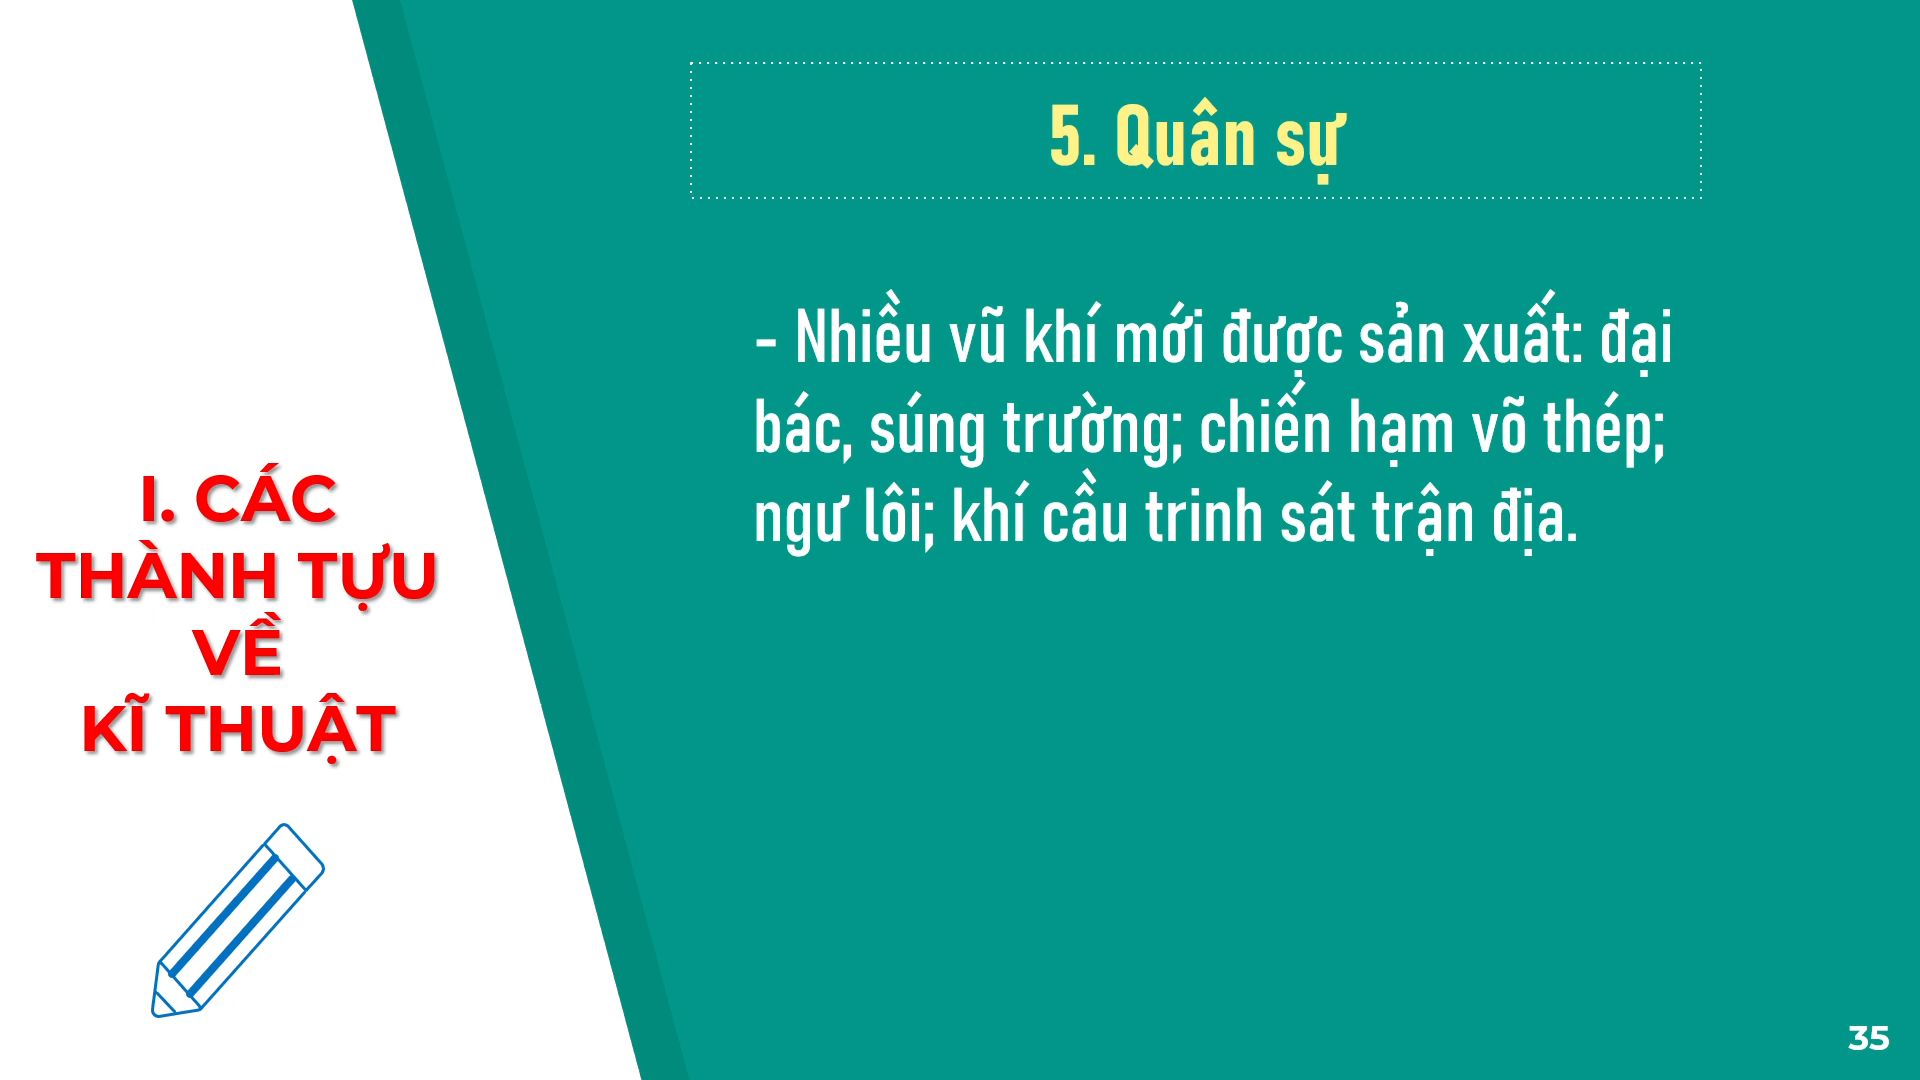 I. CÁC
THÀNH TỰU
VỀ
KĨ THUẬT
5. Quân sự
- Nhiều vũ khí mới được sản xuất: đại
bác, súng trường; chiến hạm võ thép;
ngư lôi; khí cầu trinh sát trận địa.
35